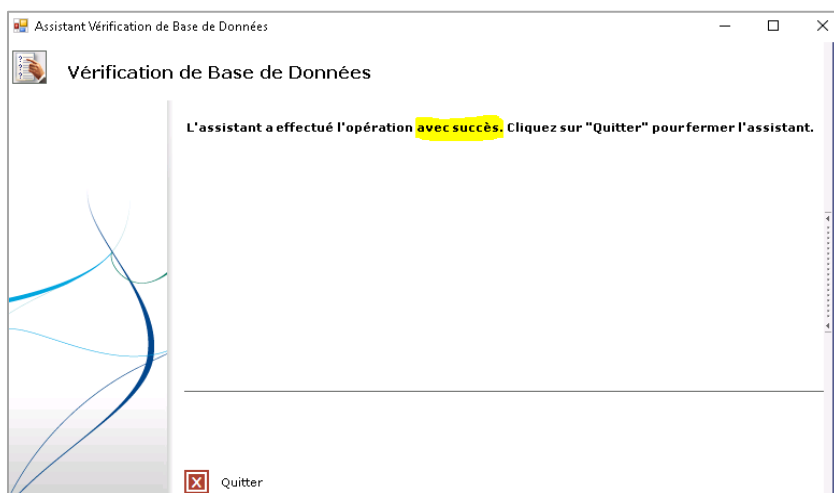 Assistant Vérification de Base de Données
Vérification de Base de Données
L'assistant a effectué l'opération avec succès. Cliquez sur "Quitter" pour fermer l'assistant.
Quitter